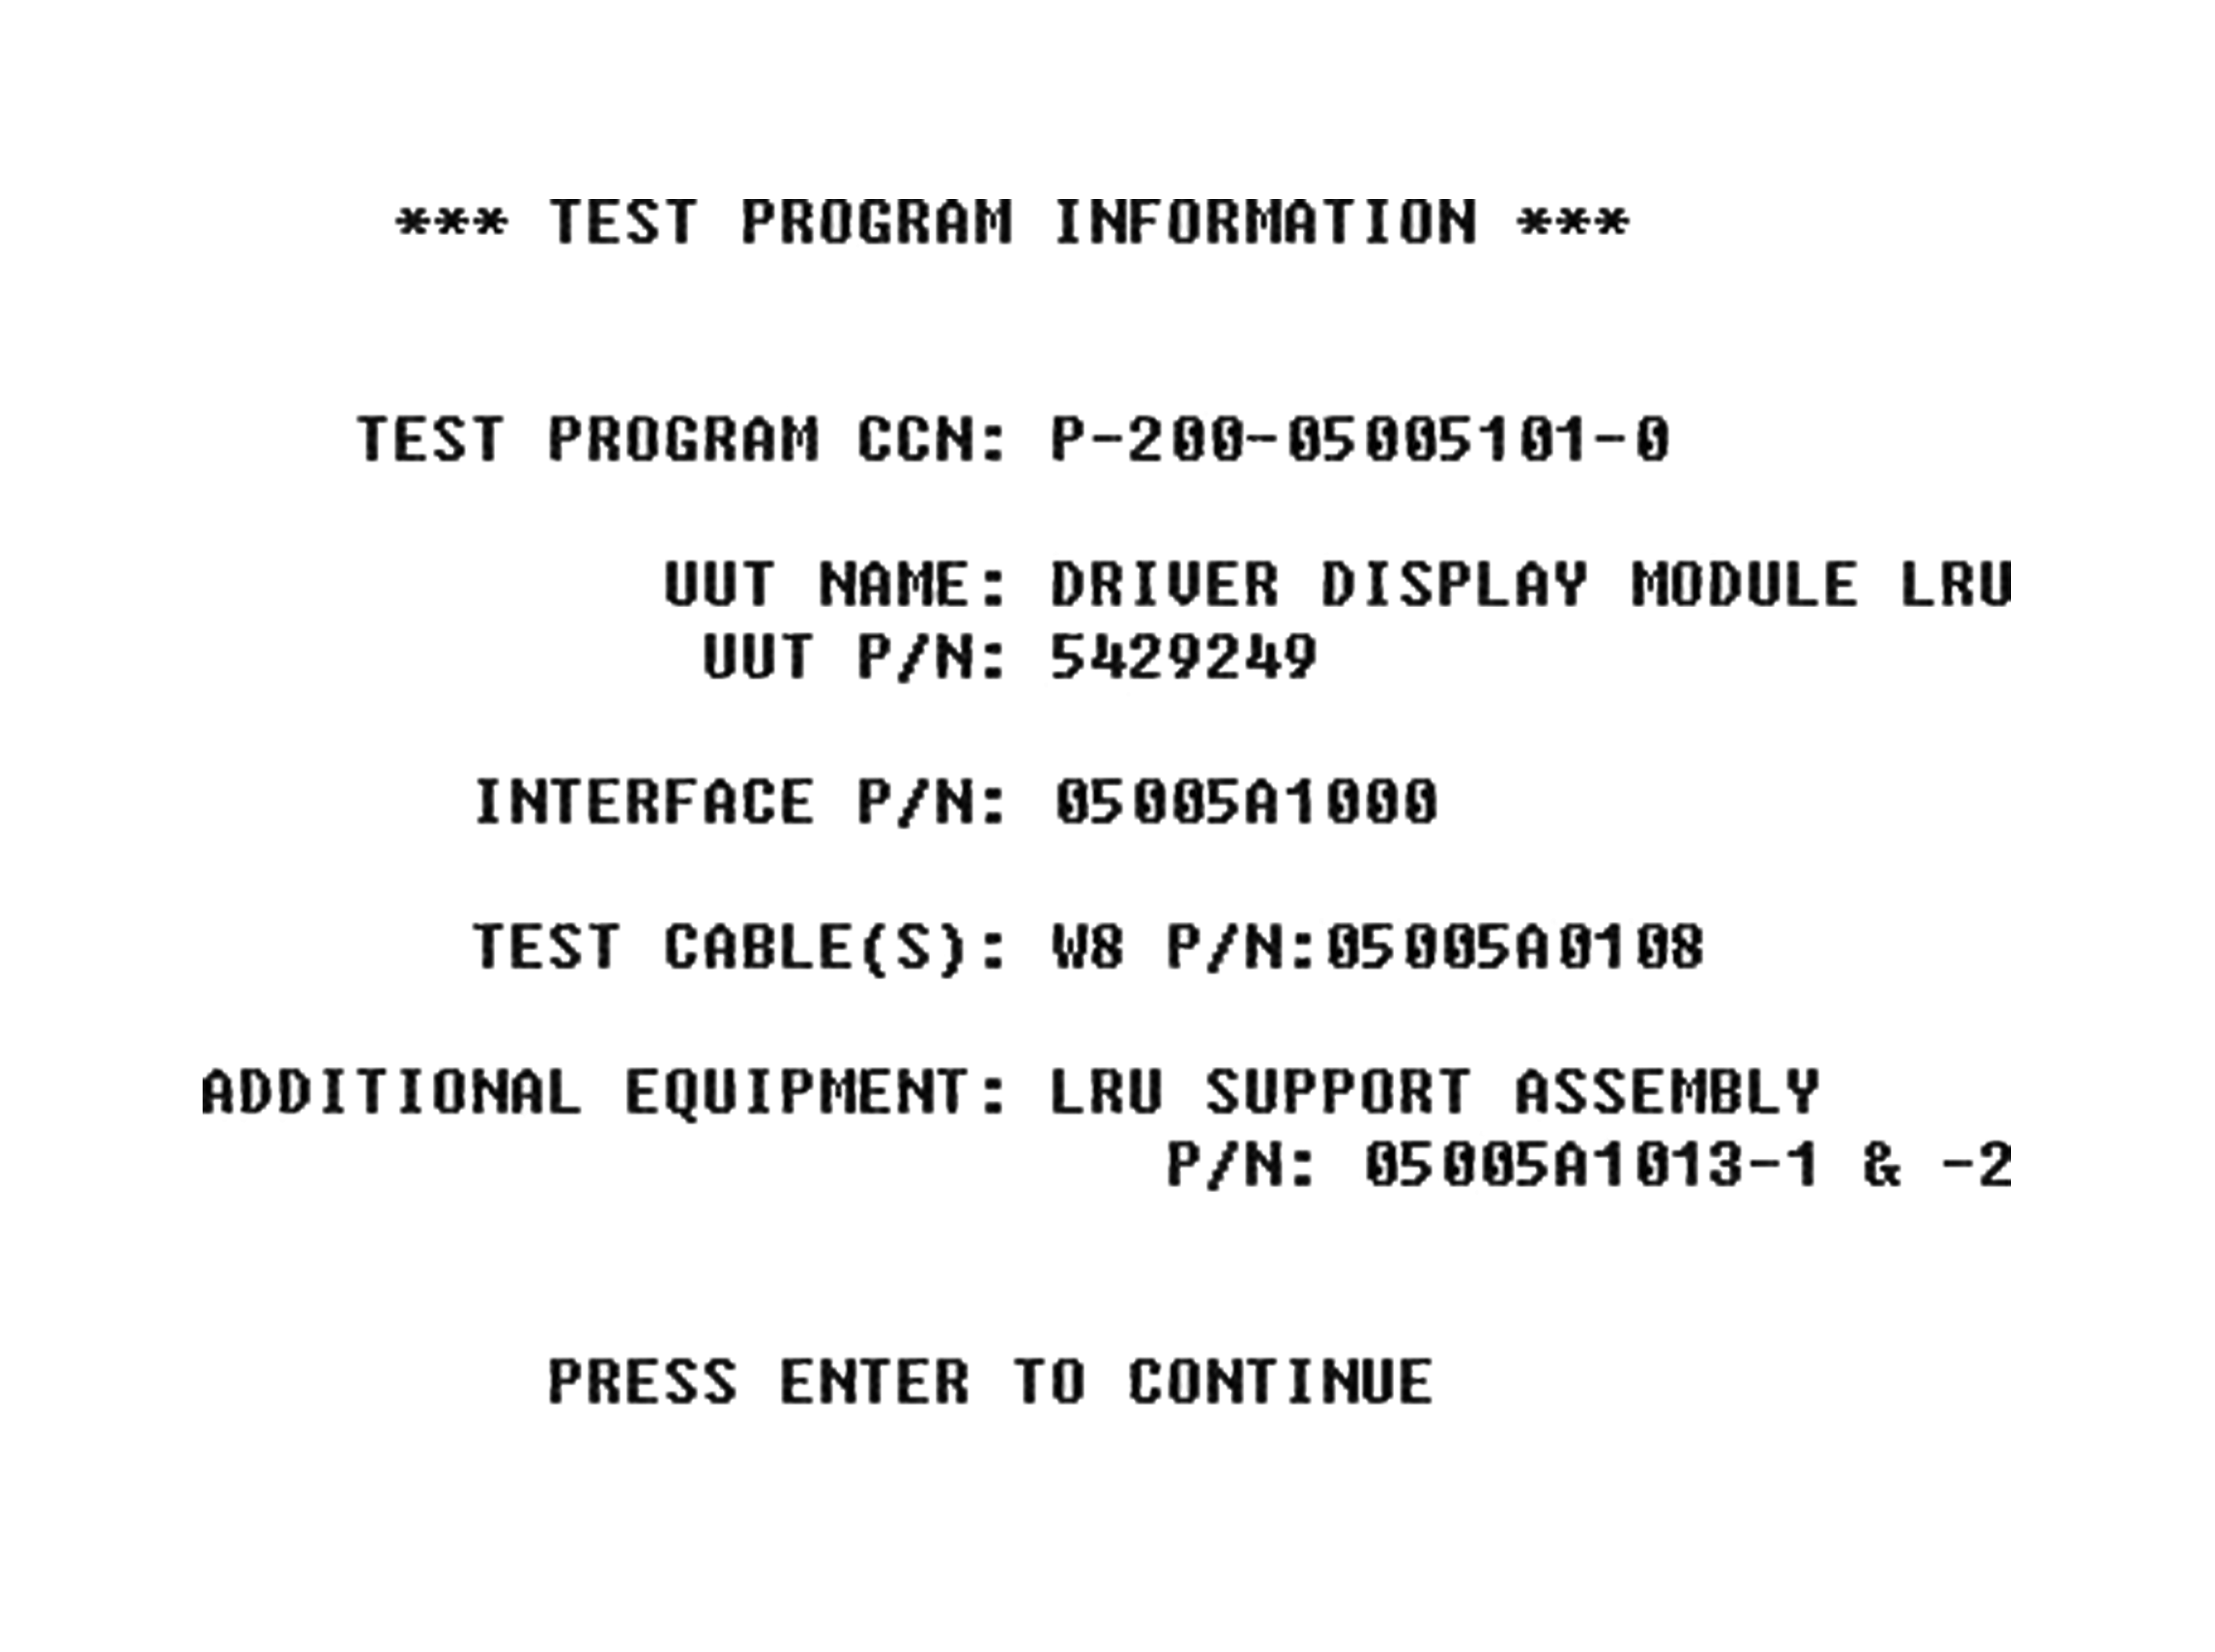 *** TEST PROGRAM INFORMATION ***
TEST PROGRAM CCN: P-200-05005101-0
UUT NAME: DRIVER DISPLAY MODULE LRU
UUT P/N: 5429249
INTERFACE P/N: 05005A1000
TEST CABLE(S): W8 P/N:05005A0108
ADDITIONAL EQUIPMENT: LRU SUPPORT ASSEMBLY
P/N: 05005A1013-1 & -2
PRESS ENTER TO CONTINUE